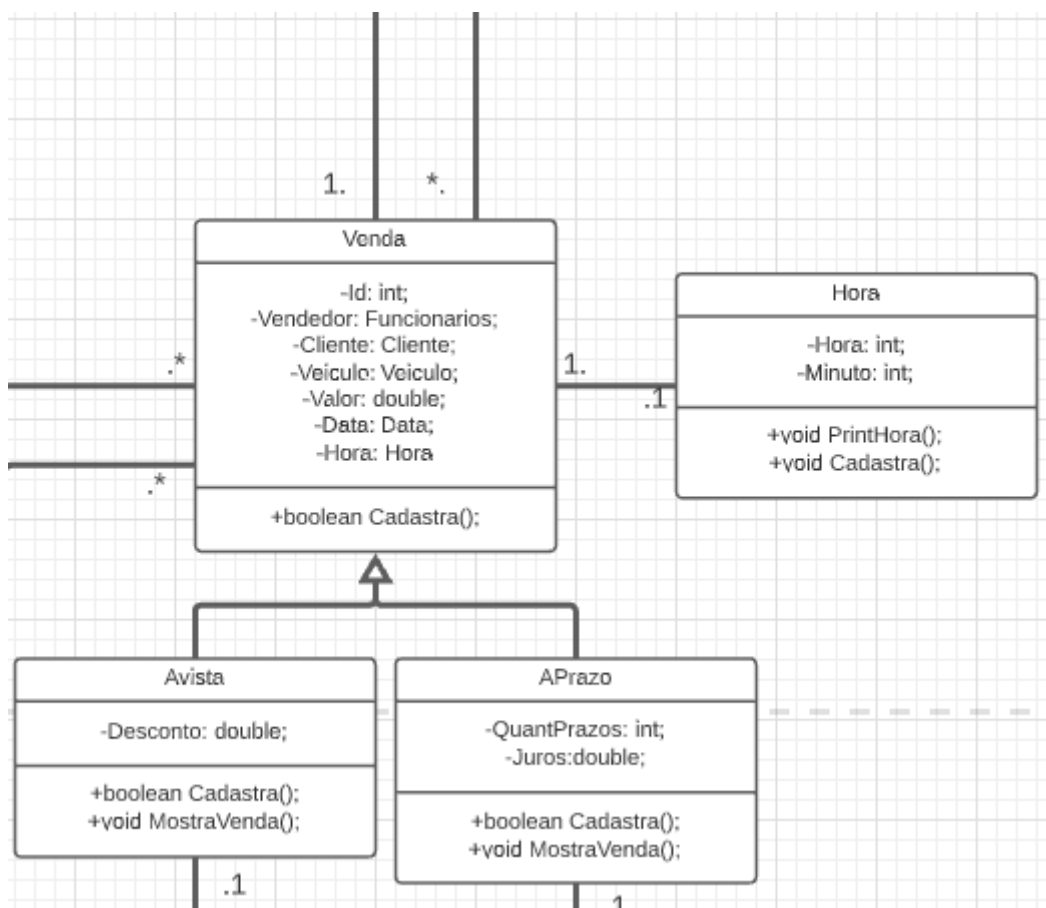 1.
*.
Venda
-Id: int;
-Vendedor: Funcionarios;
-Cliente: Cliente;
-Veiculo: Veiculo;
-Valor: double;
-Data: Data;
-Hora: Hora
+boolean Cadastra();
.*
.*
1.
.1
Hora
-Hora: int;
-Minuto: int;
+void PrintHora();
+void Cadastra();
Avista
-Desconto: double;
+boolean Cadastra();
+void MostraVenda();
.1
APrazo
-QuantPrazos: int;
-Juros:double;
+boolean Cadastra();
+void MostraVenda();
1